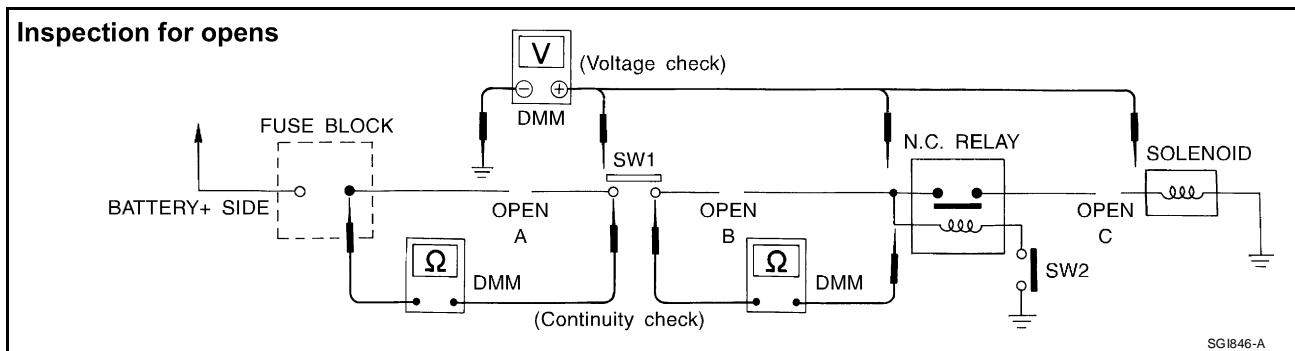 Inspection for opens
V
(Voltage check)
DMM
FUSE BLOCK
N.C. RELAY
SW1
SOLENOID
BATTERY+ SIDE
OPEN
A
OPEN
B
OPEN
C
Ω
DMM
Ω
DMM
SW2
(Continuity check)
SGI846-A